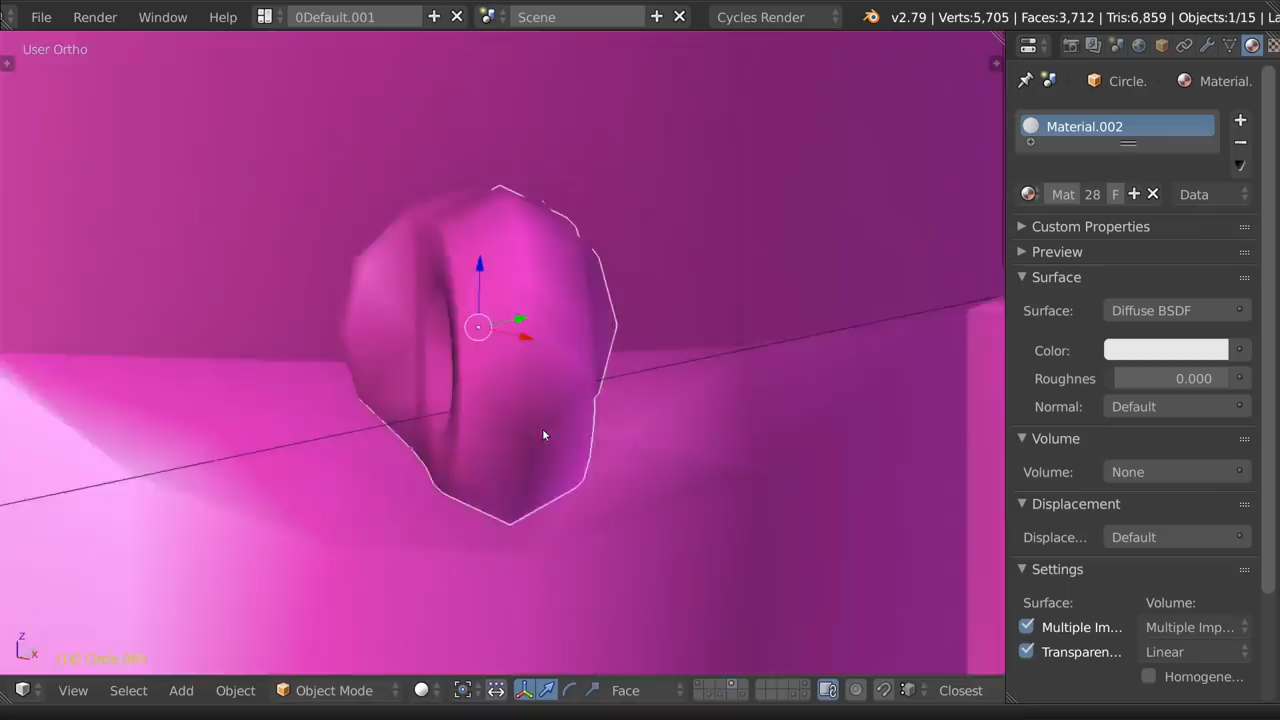 File Render Window Help 0Default.001 Scene Cycles Render v2.79 | Verts:5,705 | Faces:3,712 | Tris:6,859 | Objects:1/15 | La
User Ortho
Circle. Material.
Material.002
Mat 28 F Data
Custom Properties
Preview
Surface
Surface: Diffuse BSDF
Color:
Roughnes 0.000
Normal: Default
Volume
Volume: None
Displacement
Displace... Default
Settings
Surface: Volume:
Multiple Im... Multiple Imp...
Transparen... Linear
Homogene...
z
x
View Select Add Object Object Mode Face Closest